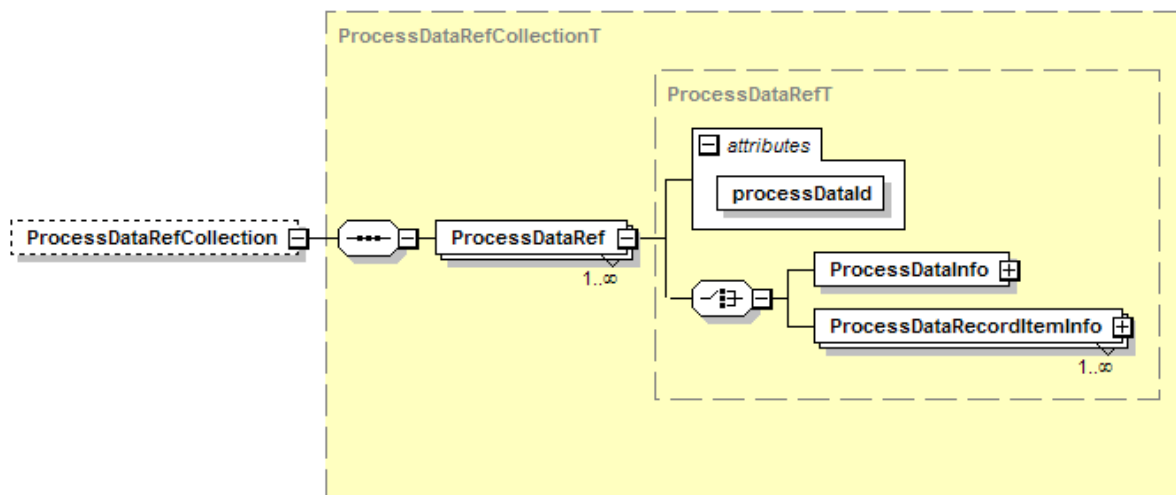 ProcessDataRefCollectionT
ProcessDataRefT
attributes
processDataId
ProcessDataRefCollection
ProcessDataRef
1..∞
ProcessDataInfo
ProcessDataRecordItemInfo
1..∞